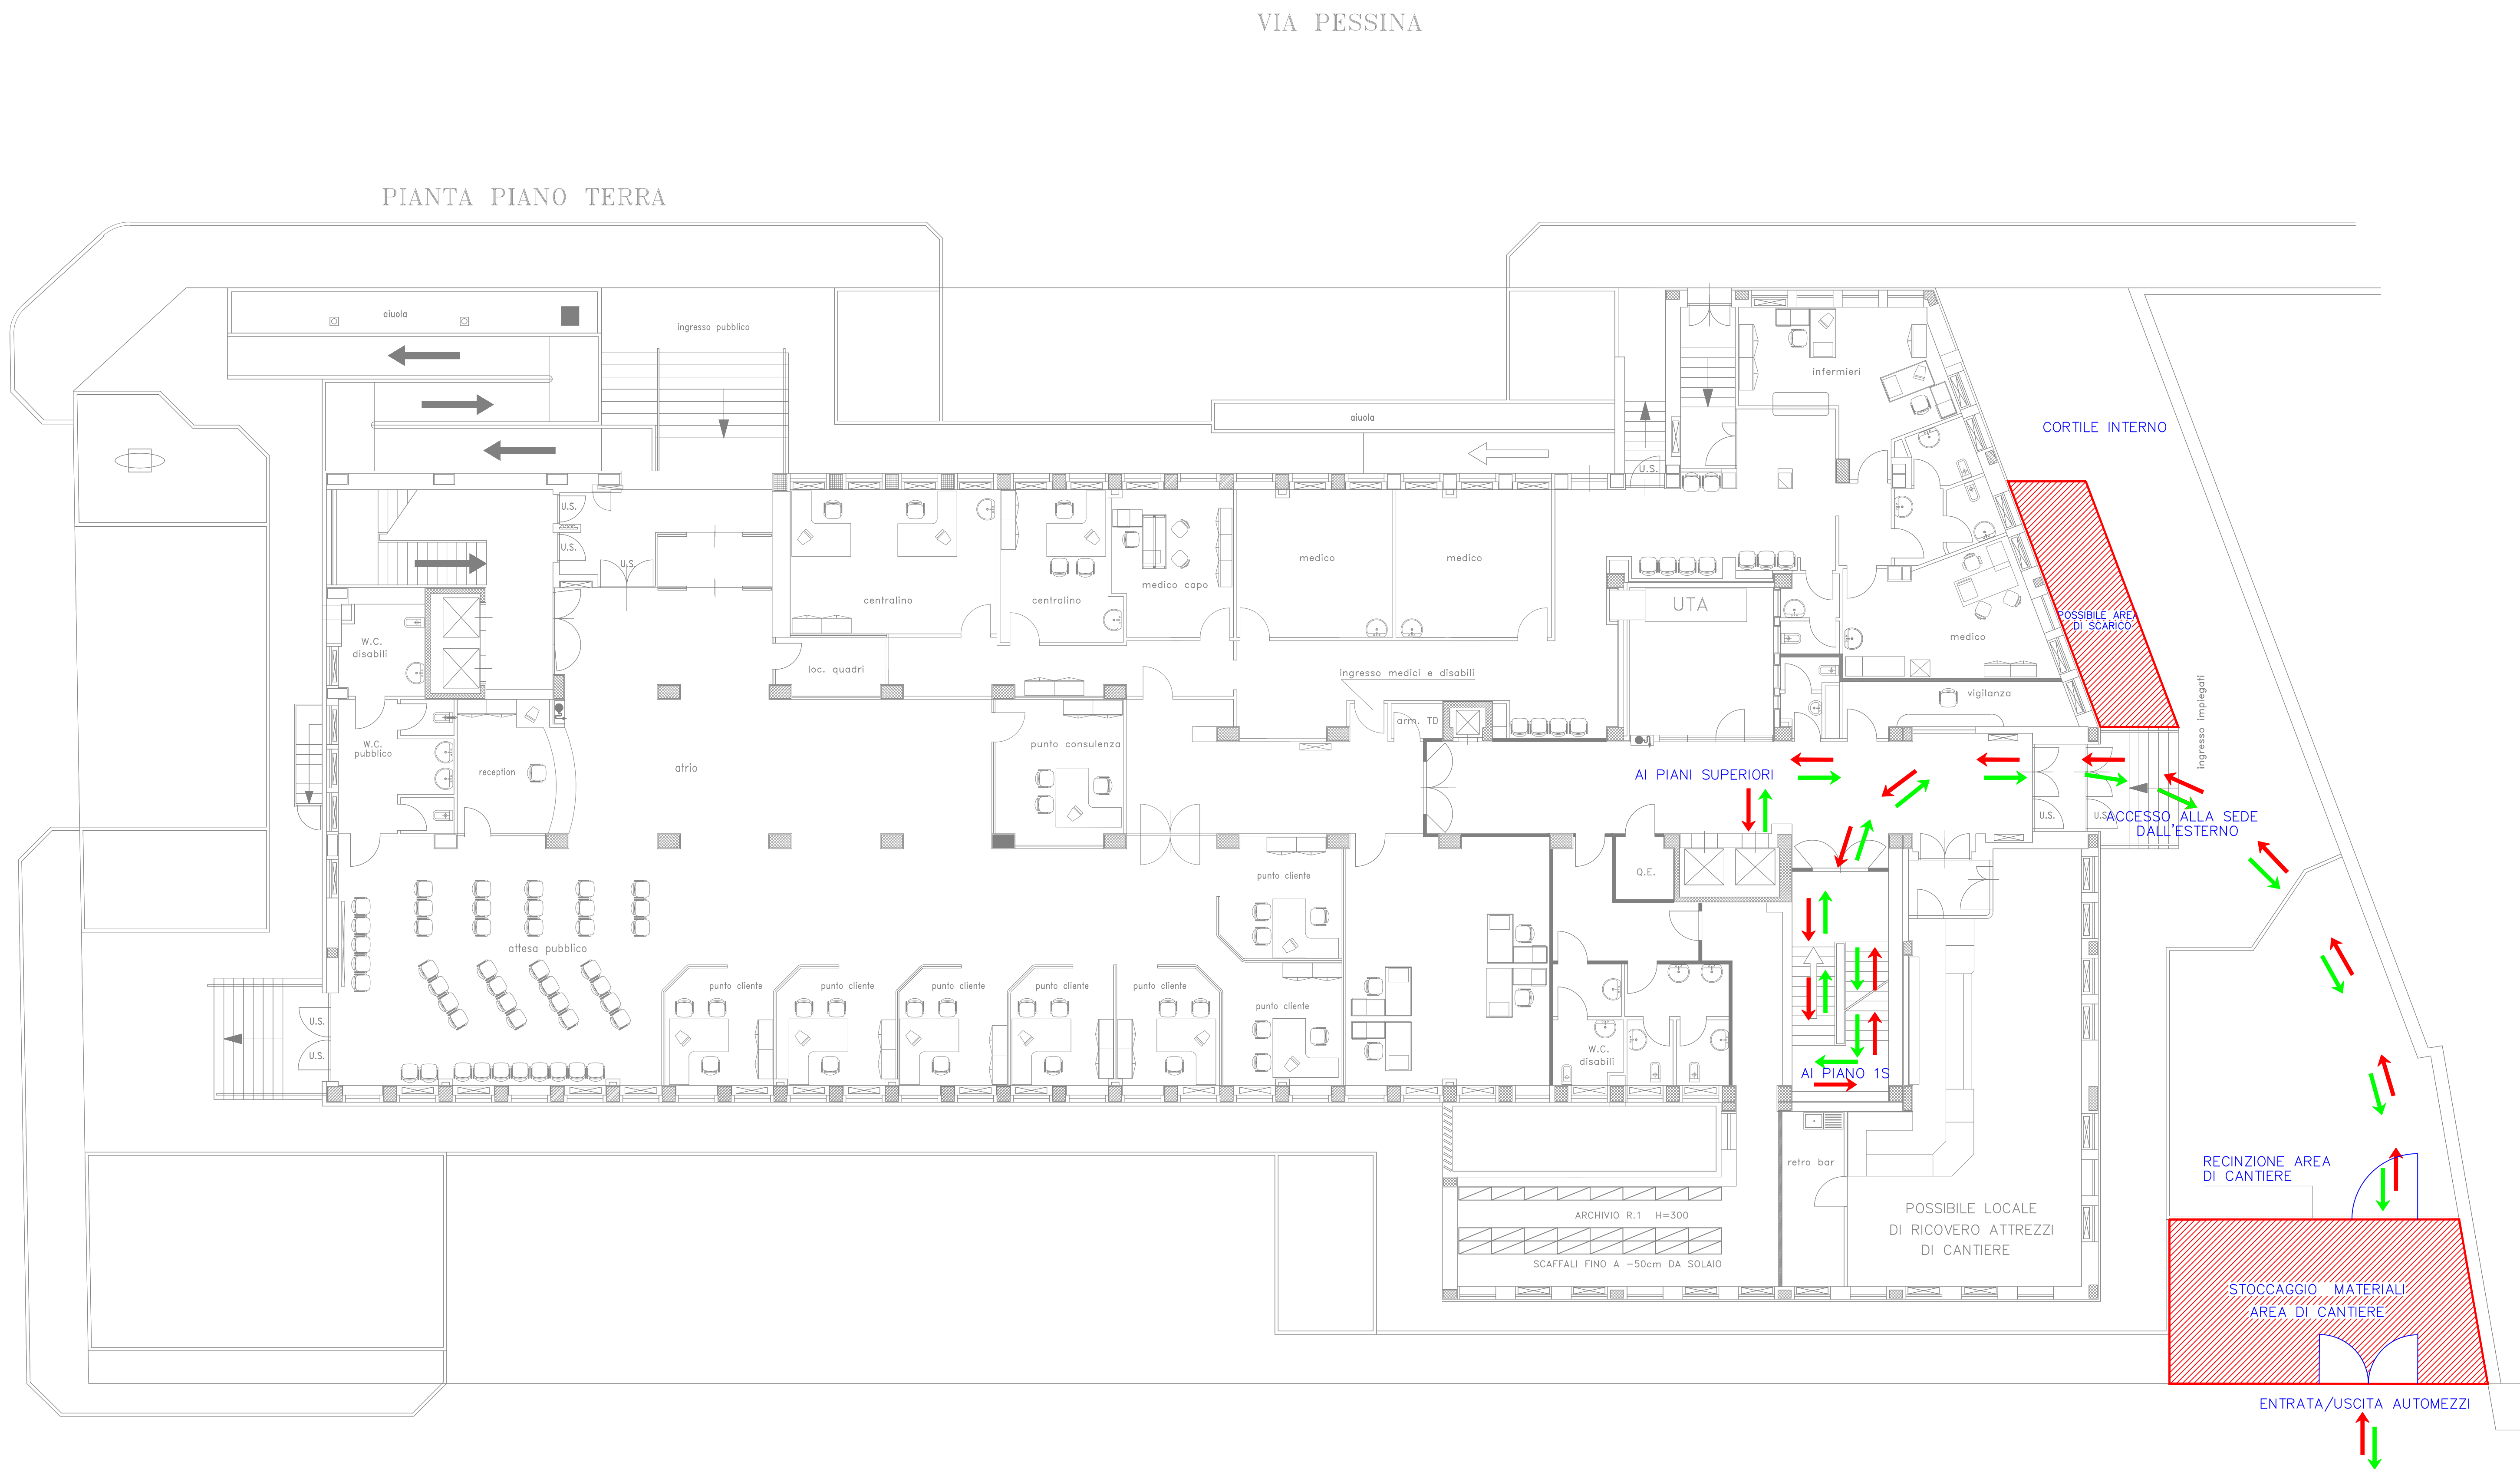 VIA PESSINA
PIANTA PIANO TERRA
aiuola
ingresso pubblico
infermieri
aiuola
CORTILE INTERNO
U.S.
U.S.
U.S.
U.S.
centralino
centralino
medico capo
medico
medico
UTA
POSSIBILE AREA
DI SCARICO
W.C.
disabili
loc. quadri
ingresso medici e disabili
medico
vigilanza
ingresso impiegati
arm. TD
W.C.
pubblico
reception
atrio
punto consulenza
AI PIANI SUPERIORI
U.S.
U.S.
ACCESSO ALLA SEDE
DALL'ESTERNO
punto cliente
Q.E.
attesa pubblico
punto cliente
punto cliente
punto cliente
punto cliente
punto cliente
punto cliente
U.S.
U.S.
W.C.
disabili
AI PIANO 1S
retro bar
RECINZIONE AREA
DI CANTIERE
ARCHIVIO R.1 H=300
SCAFFALI FINO A -50cm DA SOLAIO
POSSIBILE LOCALE
DI RICOVERO ATTREZZI
DI CANTIERE
STOCCAGGIO MATERIALI
AREA DI CANTIERE
ENTRATA/USCITA AUTOMEZZI